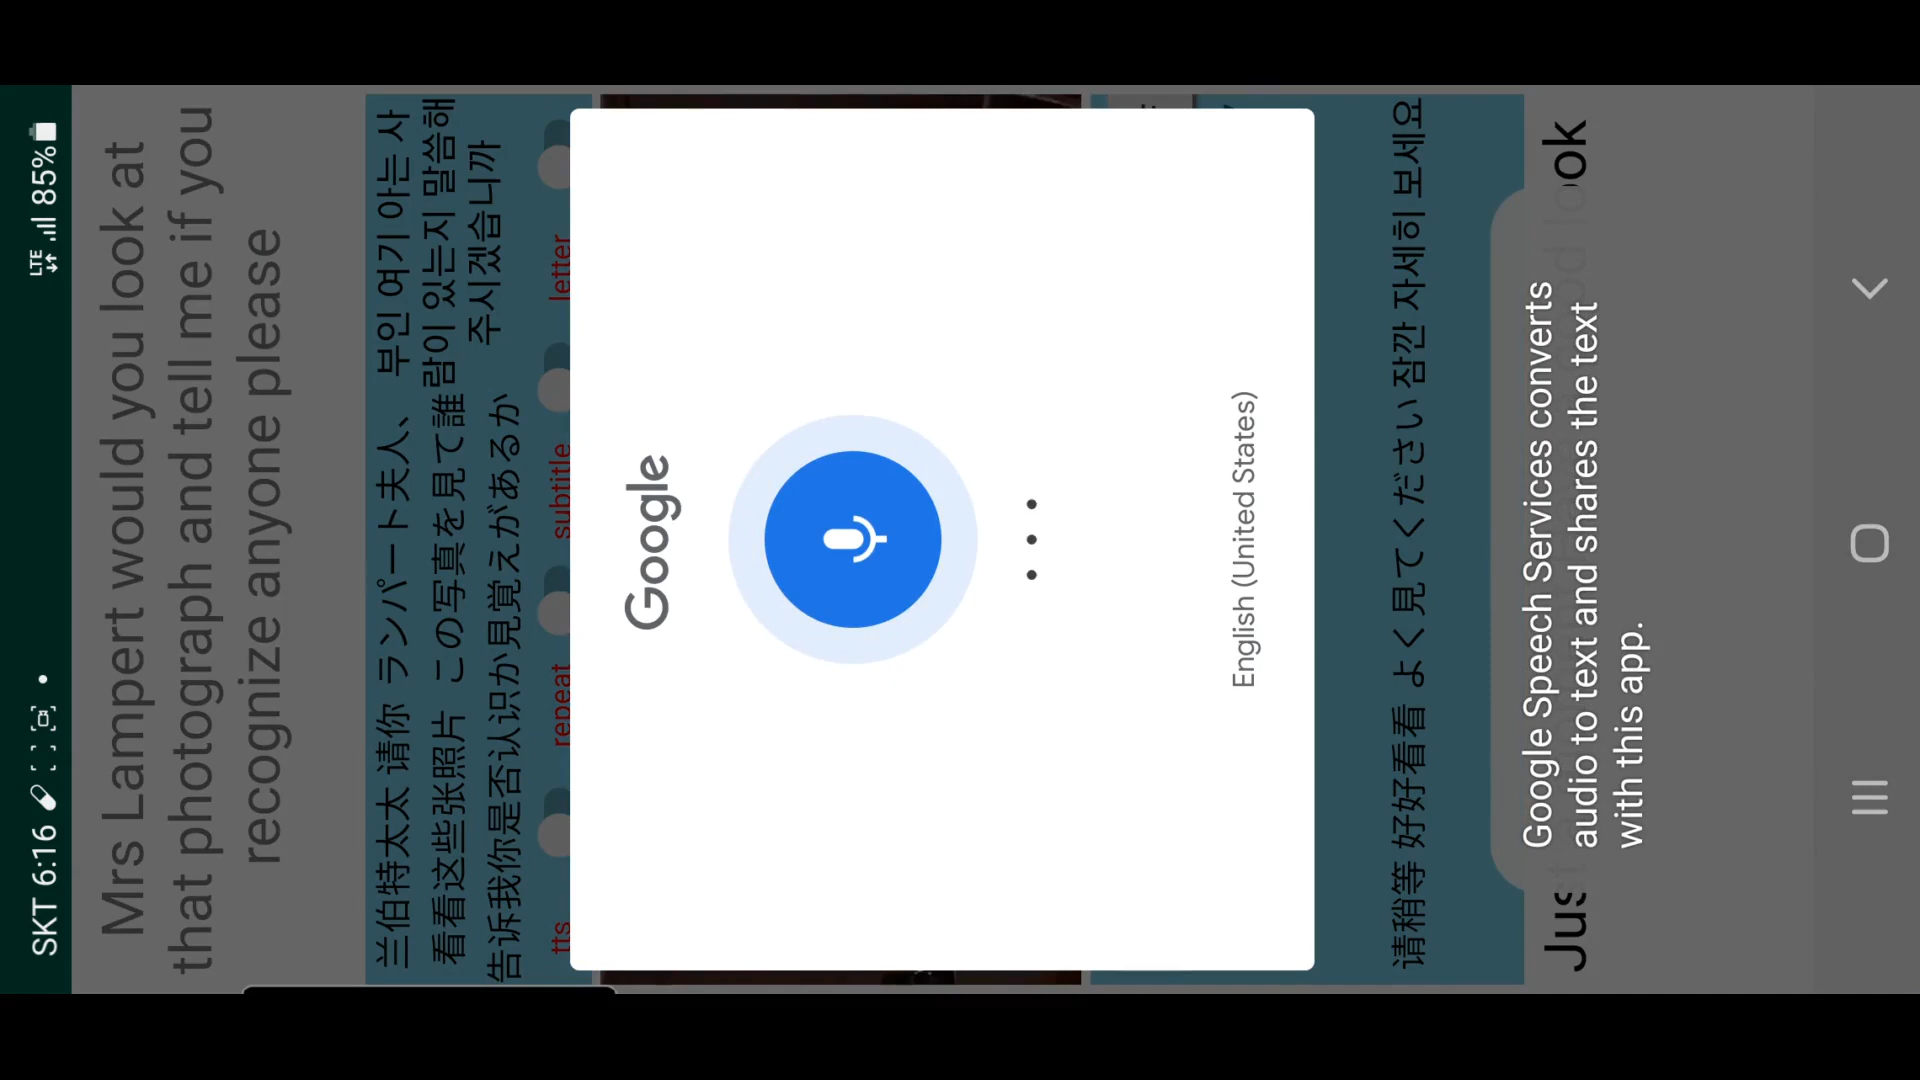 SKT 6:16
LTE
85%
Mrs Lampert would you look at
that photograph and tell me if you
recognize anyone please
兰伯特太太 请你
看看这些张照片
告诉我你是否认识
ランパート夫人、
この写真を見て誰
か見覚えがあるか
부인 여기 아는 사
람이 있는지 말씀해
주시겠습니까
tts
repeat
subtitle
letter
Google
English (United States)
请稍等 好好看看
よく見てください
잠깐 자세히 보세요
Google Speech Services converts
audio to text and shares the text
with this app.